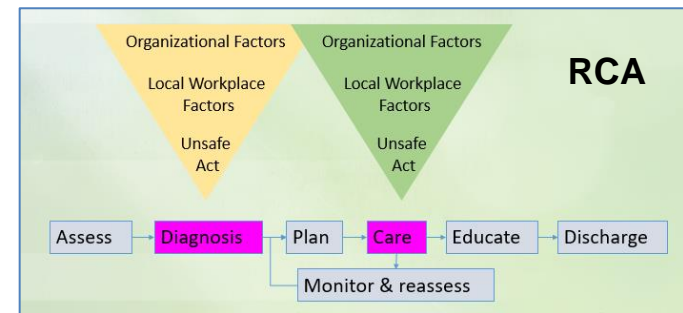 Organizational Factors
Local Workplace
Factors
Unsafe
Act
Organizational Factors
Local Workplace
Factors
Unsafe
Act
RCA
Assess
Diagnosis
Plan
Care
Educate
Discharge
Monitor & reassess